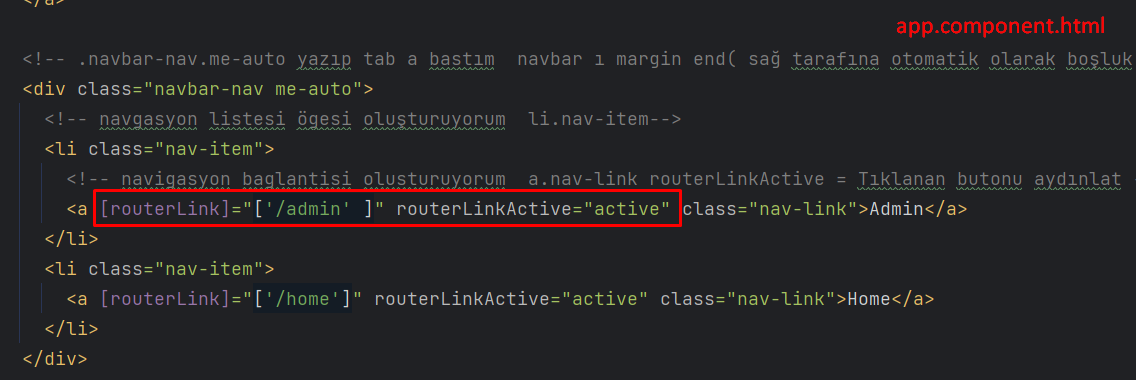 </a>
app.component.html
<!-- .navbar-nav.me-auto yazıp tab a bastım  navbar ı margin end( sağ tarafına otomatik olarak boşluk
<div class="navbar-nav me-auto">
<!-- navgasyon listesi ögesi oluşturuyorum  li.nav-item-->
<li class="nav-item">
<!-- navigasyon baglantisi olusturuyorum  a.nav-link routerLinkActive = Tıklanan butonu aydınlat
<a [routerLink]="['/admin' ]" routerLinkActive="active" class="nav-link">Admin</a>
</li>
<li class="nav-item">
<a [routerLink]="['/home']" routerLinkActive="active" class="nav-link">Home</a>
</li>
</div>